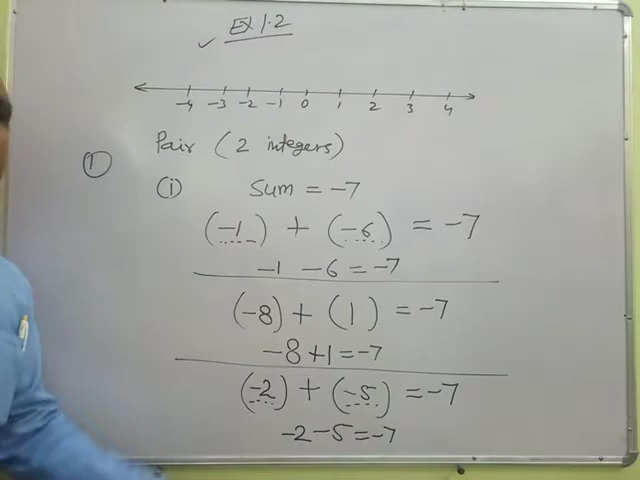 Ex 1.2
-4 -3 -2 -1 0 1 2 3 4
① Pair (2 integers)
(i) Sum = -7
(-1) + (-6) = -7
-1 -6 = -7
(-8) + (1) = -7
-8+1 = -7
(-2) + (-5) = -7
-2-5 = -7